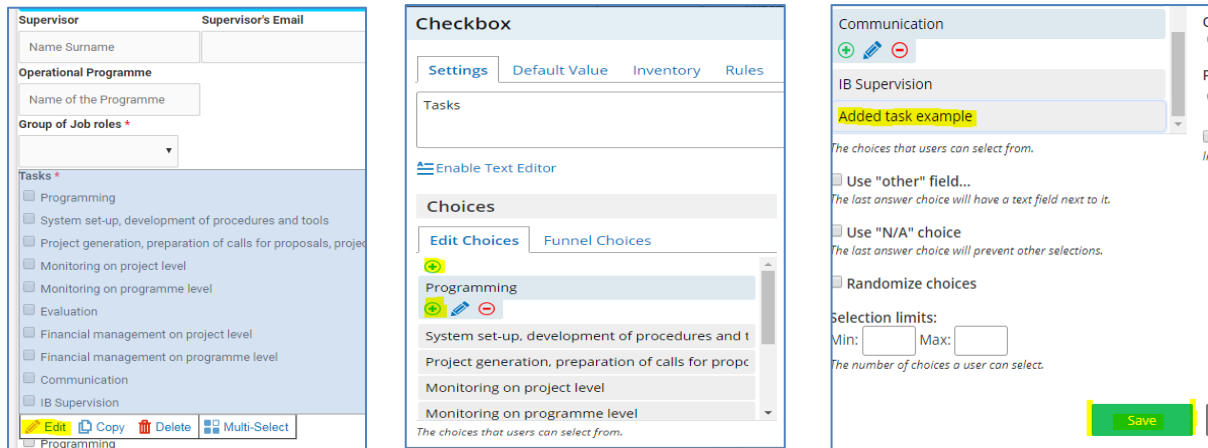 Supervisor Supervisor's Email
Name Surname
Operational Programme
Name of the Programme
Group of Job roles *
Tasks *
Programming
System set-up, development of procedures and tools
Project generation, preparation of calls for proposals,
Monitoring on project level
Monitoring on programme level
Evaluation
Financial management on project level
Financial management on programme level
Communication
IB Supervision
Edit Copy Delete Multi-Select
Programming
Checkbox
Settings Default Value Inventory Rules
Tasks
Enable Text Editor
Choices
Edit Choices Funnel Choices
Programming
System set-up, development of procedures and
Project generation, preparation of calls for
Monitoring on project level
Monitoring on programme level
The choices that users can select from.
Communication
IB Supervision
Added task example
The choices that users can select from.
Use "other" field...
The last answer choice will have a text field next to it.
Use "N/A" choice
The last answer choice will prevent other selections.
Randomize choices
Selection limits:
Min: Max:
The number of choices a user can select.
Save